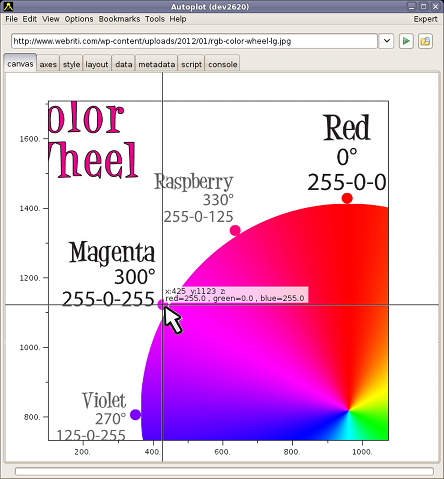 Autoplot (dev2620)
File Edit View Options Bookmarks Tools Help Expert
http://www.webriti.com/wp-content/uploads/2012/01/rgb-color-wheel-lg.jpg
canvas axes style layout data metadata script console
olor
Wheel
Red
0°
255-0-0
Raspberry
330°
255-0-125
Magenta
300°
255-0-255
x:425 y:1123 z:
red=255.0, green=0.0, blue=255.0
Violet
270°
125-0-255
1600.
1400.
1200.
1000.
800.
200. 400. 600. 800. 1000.